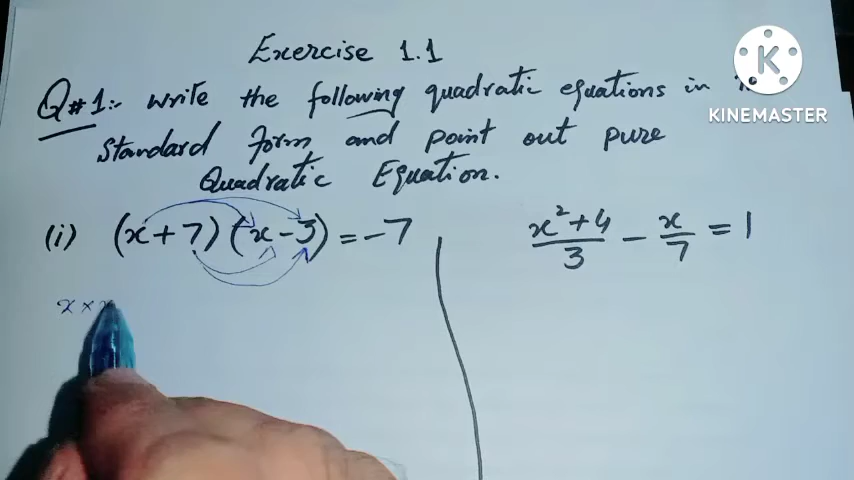 Exercise 1.1
Q#1:- Write the following quadratic equations in
standard form and point out pure
Quadratic Equation.
(i) (x+7)(x-3)=-7
x²+4/3 - x/7 = 1
x × x
K
KINEMASTER